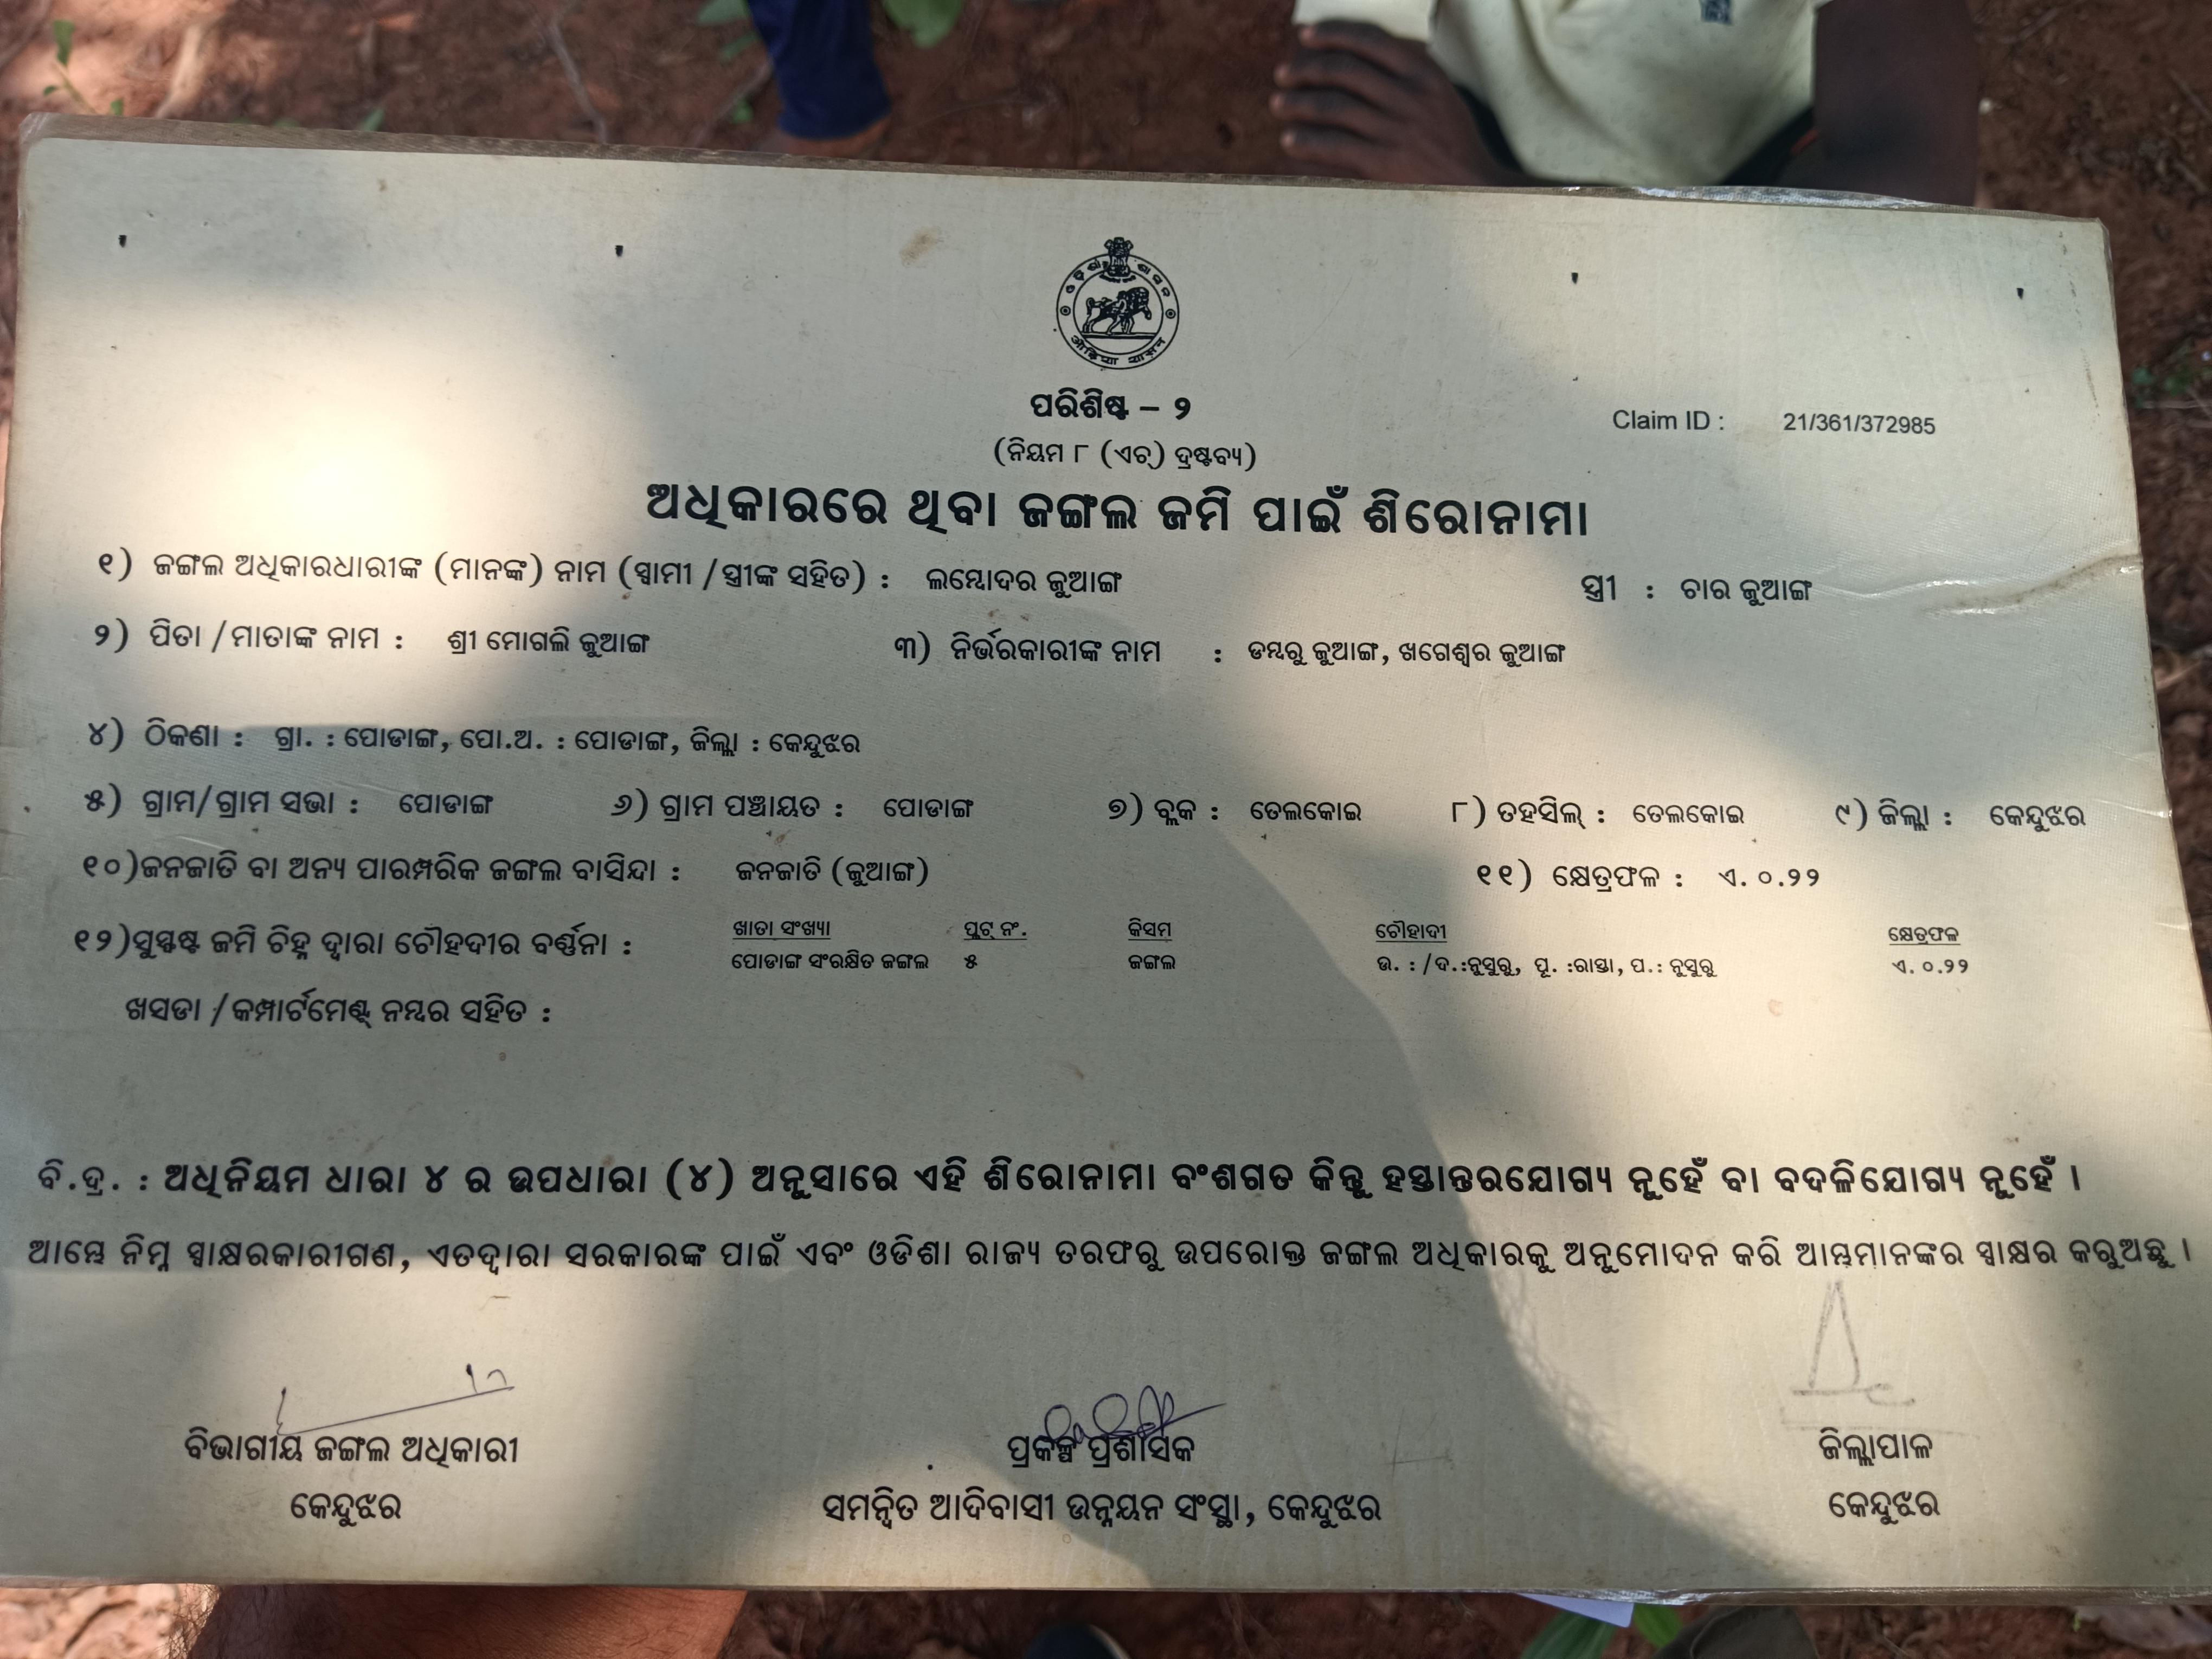 ଓଡ଼ିଶା ଶାସନ
ओड़िशा शासन
ପରିଶିଷ୍ଟ – ୨
Claim ID : 21/361/372985
(ନିୟମ ୮ (ଏଚ୍) ଦ୍ରଷ୍ଟବ୍ୟ)
ଅଧିକାରରେ ଥିବା ଜଙ୍ଗଲ ଜମି ପାଇଁ ଶିରୋନାମା
୧) ଜଙ୍ଗଲ ଅଧିକାରଧାରୀଙ୍କ (ମାନଙ୍କ) ନାମ (ସ୍ୱାମୀ /ସ୍ତ୍ରୀଙ୍କ ସହିତ) : ଲମ୍ବୋଦର ଜୁଆଙ୍ଗ ସ୍ତ୍ରୀ : ଚାର ଜୁଆଙ୍ଗ
୨) ପିତା /ମାତାଙ୍କ ନାମ : ଶ୍ରୀ ମୋଗଲି ଜୁଆଙ୍ଗ ୩) ନିର୍ଭରକାରୀଙ୍କ ନାମ : ଡମ୍ବରୁ ଜୁଆଙ୍ଗ, ଖଗେଶ୍ୱର ଜୁଆଙ୍ଗ
୪) ଠିକଣା : ଗ୍ରା. : ପୋଡାଙ୍ଗ, ପୋ.ଅ. : ପୋଡାଙ୍ଗ, ଜିଲ୍ଲା : କେନ୍ଦୁଝର
୫) ଗ୍ରାମ/ଗ୍ରାମ ସଭା : ପୋଡାଙ୍ଗ ୬) ଗ୍ରାମ ପଞ୍ଚାୟତ : ପୋଡାଙ୍ଗ ୭) ବ୍ଲକ : ତେଲକୋଇ ୮) ତହସିଲ୍ : ତେଲକୋଇ ୯) ଜିଲ୍ଲା : କେନ୍ଦୁଝର
୧୦)ଜନଜାତି ବା ଅନ୍ୟ ପାରମ୍ପରିକ ଜଙ୍ଗଲ ବାସିନ୍ଦା : ଜନଜାତି (ଜୁଆଙ୍ଗ) ୧୧) କ୍ଷେତ୍ରଫଳ : ଏ. ୦.୨୨
୧୨)ସୁସ୍ପଷ୍ଟ ଜମି ଚିହ୍ନ ଦ୍ୱାରା ଚୌହଦୀର ବର୍ଣ୍ଣନା : ଖାତା ସଂଖ୍ୟା ପ୍ଲଟ୍ ନଂ. କିସମ ଚୌହାଦୀ କ୍ଷେତ୍ରଫଳ
ପୋଡାଙ୍ଗ ସଂରକ୍ଷିତ ଜଙ୍ଗଲ ୫ ଜଙ୍ଗଲ ଉ. : /ଦ.:ନୁସୁରୁ, ପୂ. :ରାସ୍ତା, ପ.: ନୁସୁରୁ ଏ. ୦.୨୨
ଖସଡା /କମ୍ପାର୍ଟମେଣ୍ଟ୍ ନମ୍ବର ସହିତ :
ବି.ଦ୍ର. : ଅଧିନିୟମ ଧାରା ୪ ର ଉପଧାରା (୪) ଅନୁସାରେ ଏହି ଶିରୋନାମା ବଂଶଗତ କିନ୍ତୁ ହସ୍ତାନ୍ତରଯୋଗ୍ୟ ନୁହେଁ ବା ବଦଳିଯୋଗ୍ୟ ନୁହେଁ ।
ଆମ୍ଭେ ନିମ୍ନ ସ୍ୱାକ୍ଷରକାରୀଗଣ, ଏତଦ୍ୱାରା ସରକାରଙ୍କ ପାଇଁ ଏବଂ ଓଡିଶା ରାଜ୍ୟ ତରଫରୁ ଉପରୋକ୍ତ ଜଙ୍ଗଲ ଅଧିକାରକୁ ଅନୁମୋଦନ କରି ଆମ୍ଭମାନଙ୍କର ସ୍ୱାକ୍ଷର କରୁଅଛୁ ।
ବିଭାଗୀୟ ଜଙ୍ଗଲ ଅଧିକାରୀ ପ୍ରକଳ୍ପ ପ୍ରଶାସକ ଜିଲ୍ଲାପାଳ
କେନ୍ଦୁଝର ସମନ୍ୱିତ ଆଦିବାସୀ ଉନ୍ନୟନ ସଂସ୍ଥା, କେନ୍ଦୁଝର କେନ୍ଦୁଝର